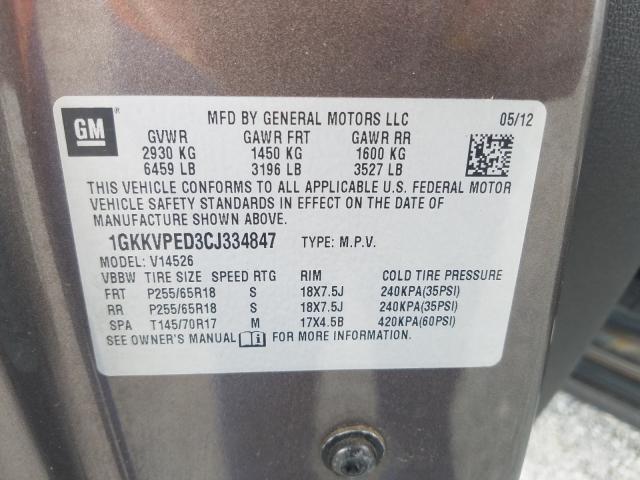 GM ®
MFD BY GENERAL MOTORS LLC 05/12
GVWR GAWR FRT GAWR RR
2930 KG 1450 KG 1600 KG
6459 LB 3196 LB 3527 LB
THIS VEHICLE CONFORMS TO ALL APPLICABLE U.S. FEDERAL MOTOR
VEHICLE SAFETY STANDARDS IN EFFECT ON THE DATE OF
MANUFACTURE SHOWN ABOVE.
1GKKVPED3CJ334847 TYPE: M.P.V.
MODEL: V14526
VBBW TIRE SIZE SPEED RTG RIM COLD TIRE PRESSURE
FRT P255/65R18 S 18X7.5J 240KPA(35PSI)
RR P255/65R18 S 18X7.5J 240KPA(35PSI)
SPA T145/70R17 M 17X4.5B 420KPA(60PSI)
SEE OWNER'S MANUAL FOR MORE INFORMATION.